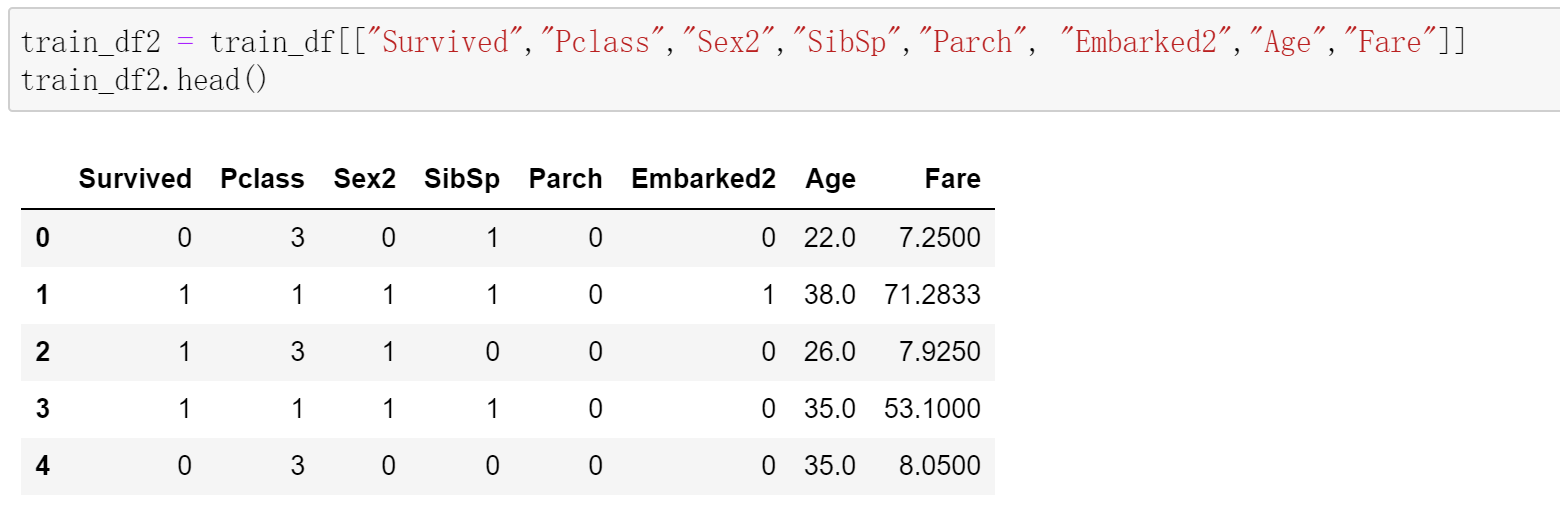 train_df2 = train_df[["Survived","Pclass","Sex2","SibSp","Parch", "Embarked2","Age","Fare"]]
train_df2.head()
Survived Pclass Sex2 SibSp Parch Embarked2 Age Fare
0 0 3 0 1 0 0 22.0 7.2500
1 1 1 1 1 0 1 38.0 71.2833
2 1 3 1 0 0 0 26.0 7.9250
3 1 1 1 1 0 0 35.0 53.1000
4 0 3 0 0 0 0 35.0 8.0500